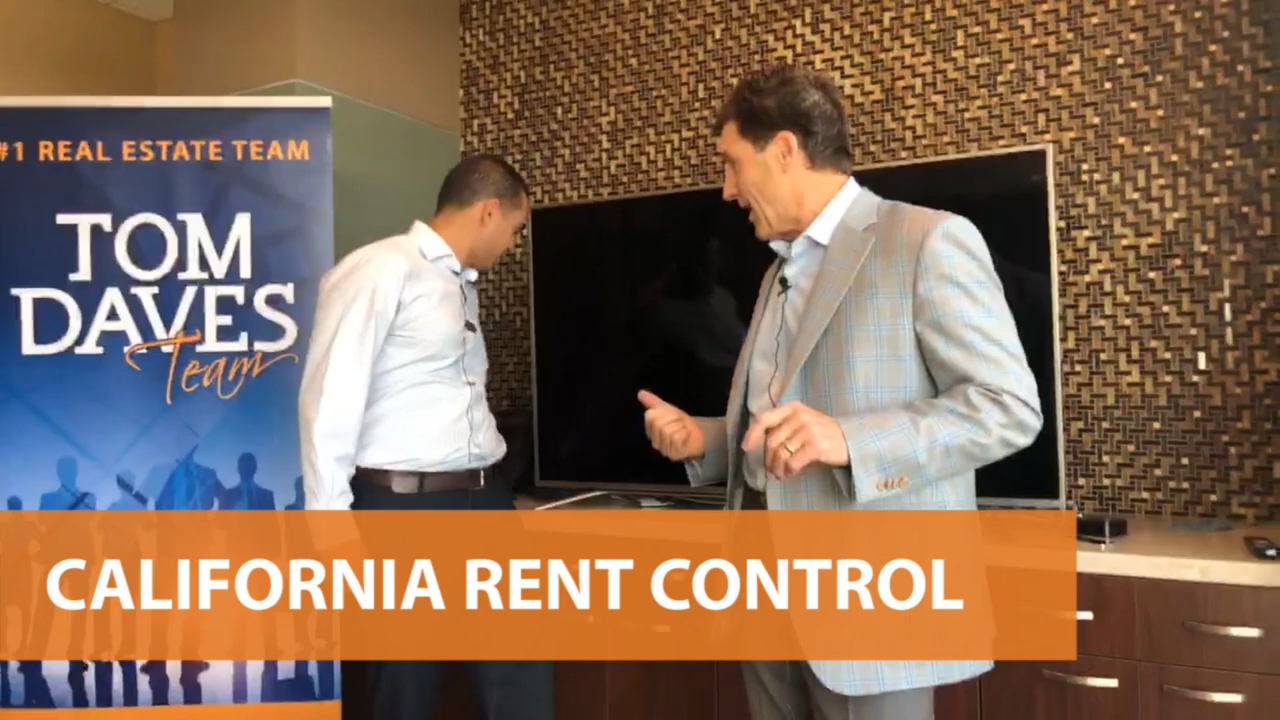 #1 REAL ESTATE TEAM
TOM
DAVES
Team
CALIFORNIA RENT CONTROL